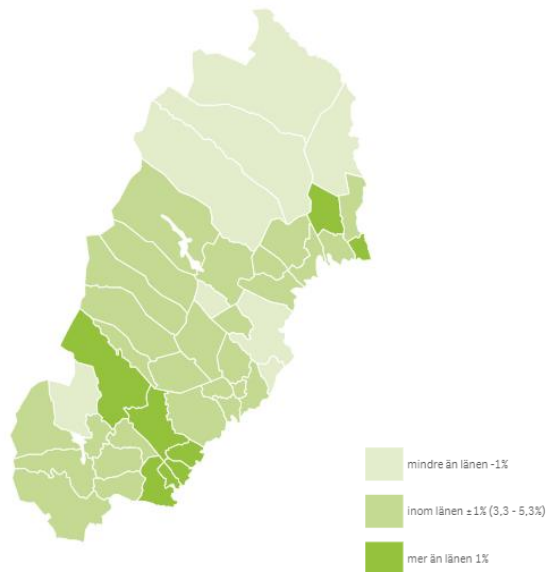 mindre än länen -1%
inom länen ±1% (3,3 - 5,3%)
mer än länen 1%